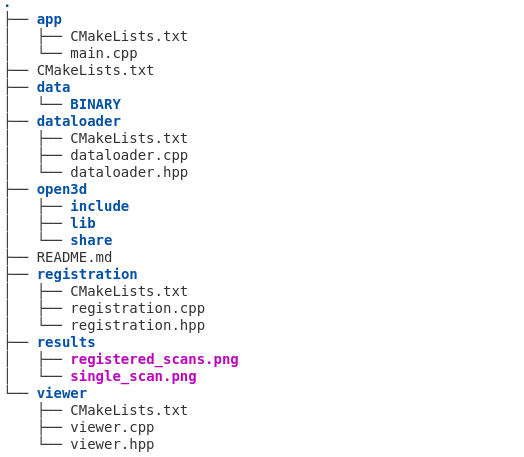 .
├── app
│   ├── CMakeLists.txt
│   └── main.cpp
├── CMakeLists.txt
├── data
│   └── BINARY
├── dataloader
│   ├── CMakeLists.txt
│   ├── dataloader.cpp
│   └── dataloader.hpp
├── open3d
│   ├── include
│   ├── lib
│   └── share
├── README.md
├── registration
│   ├── CMakeLists.txt
│   ├── registration.cpp
│   └── registration.hpp
├── results
│   ├── registered_scans.png
│   └── single_scan.png
└── viewer
    ├── CMakeLists.txt
    ├── viewer.cpp
    └── viewer.hpp